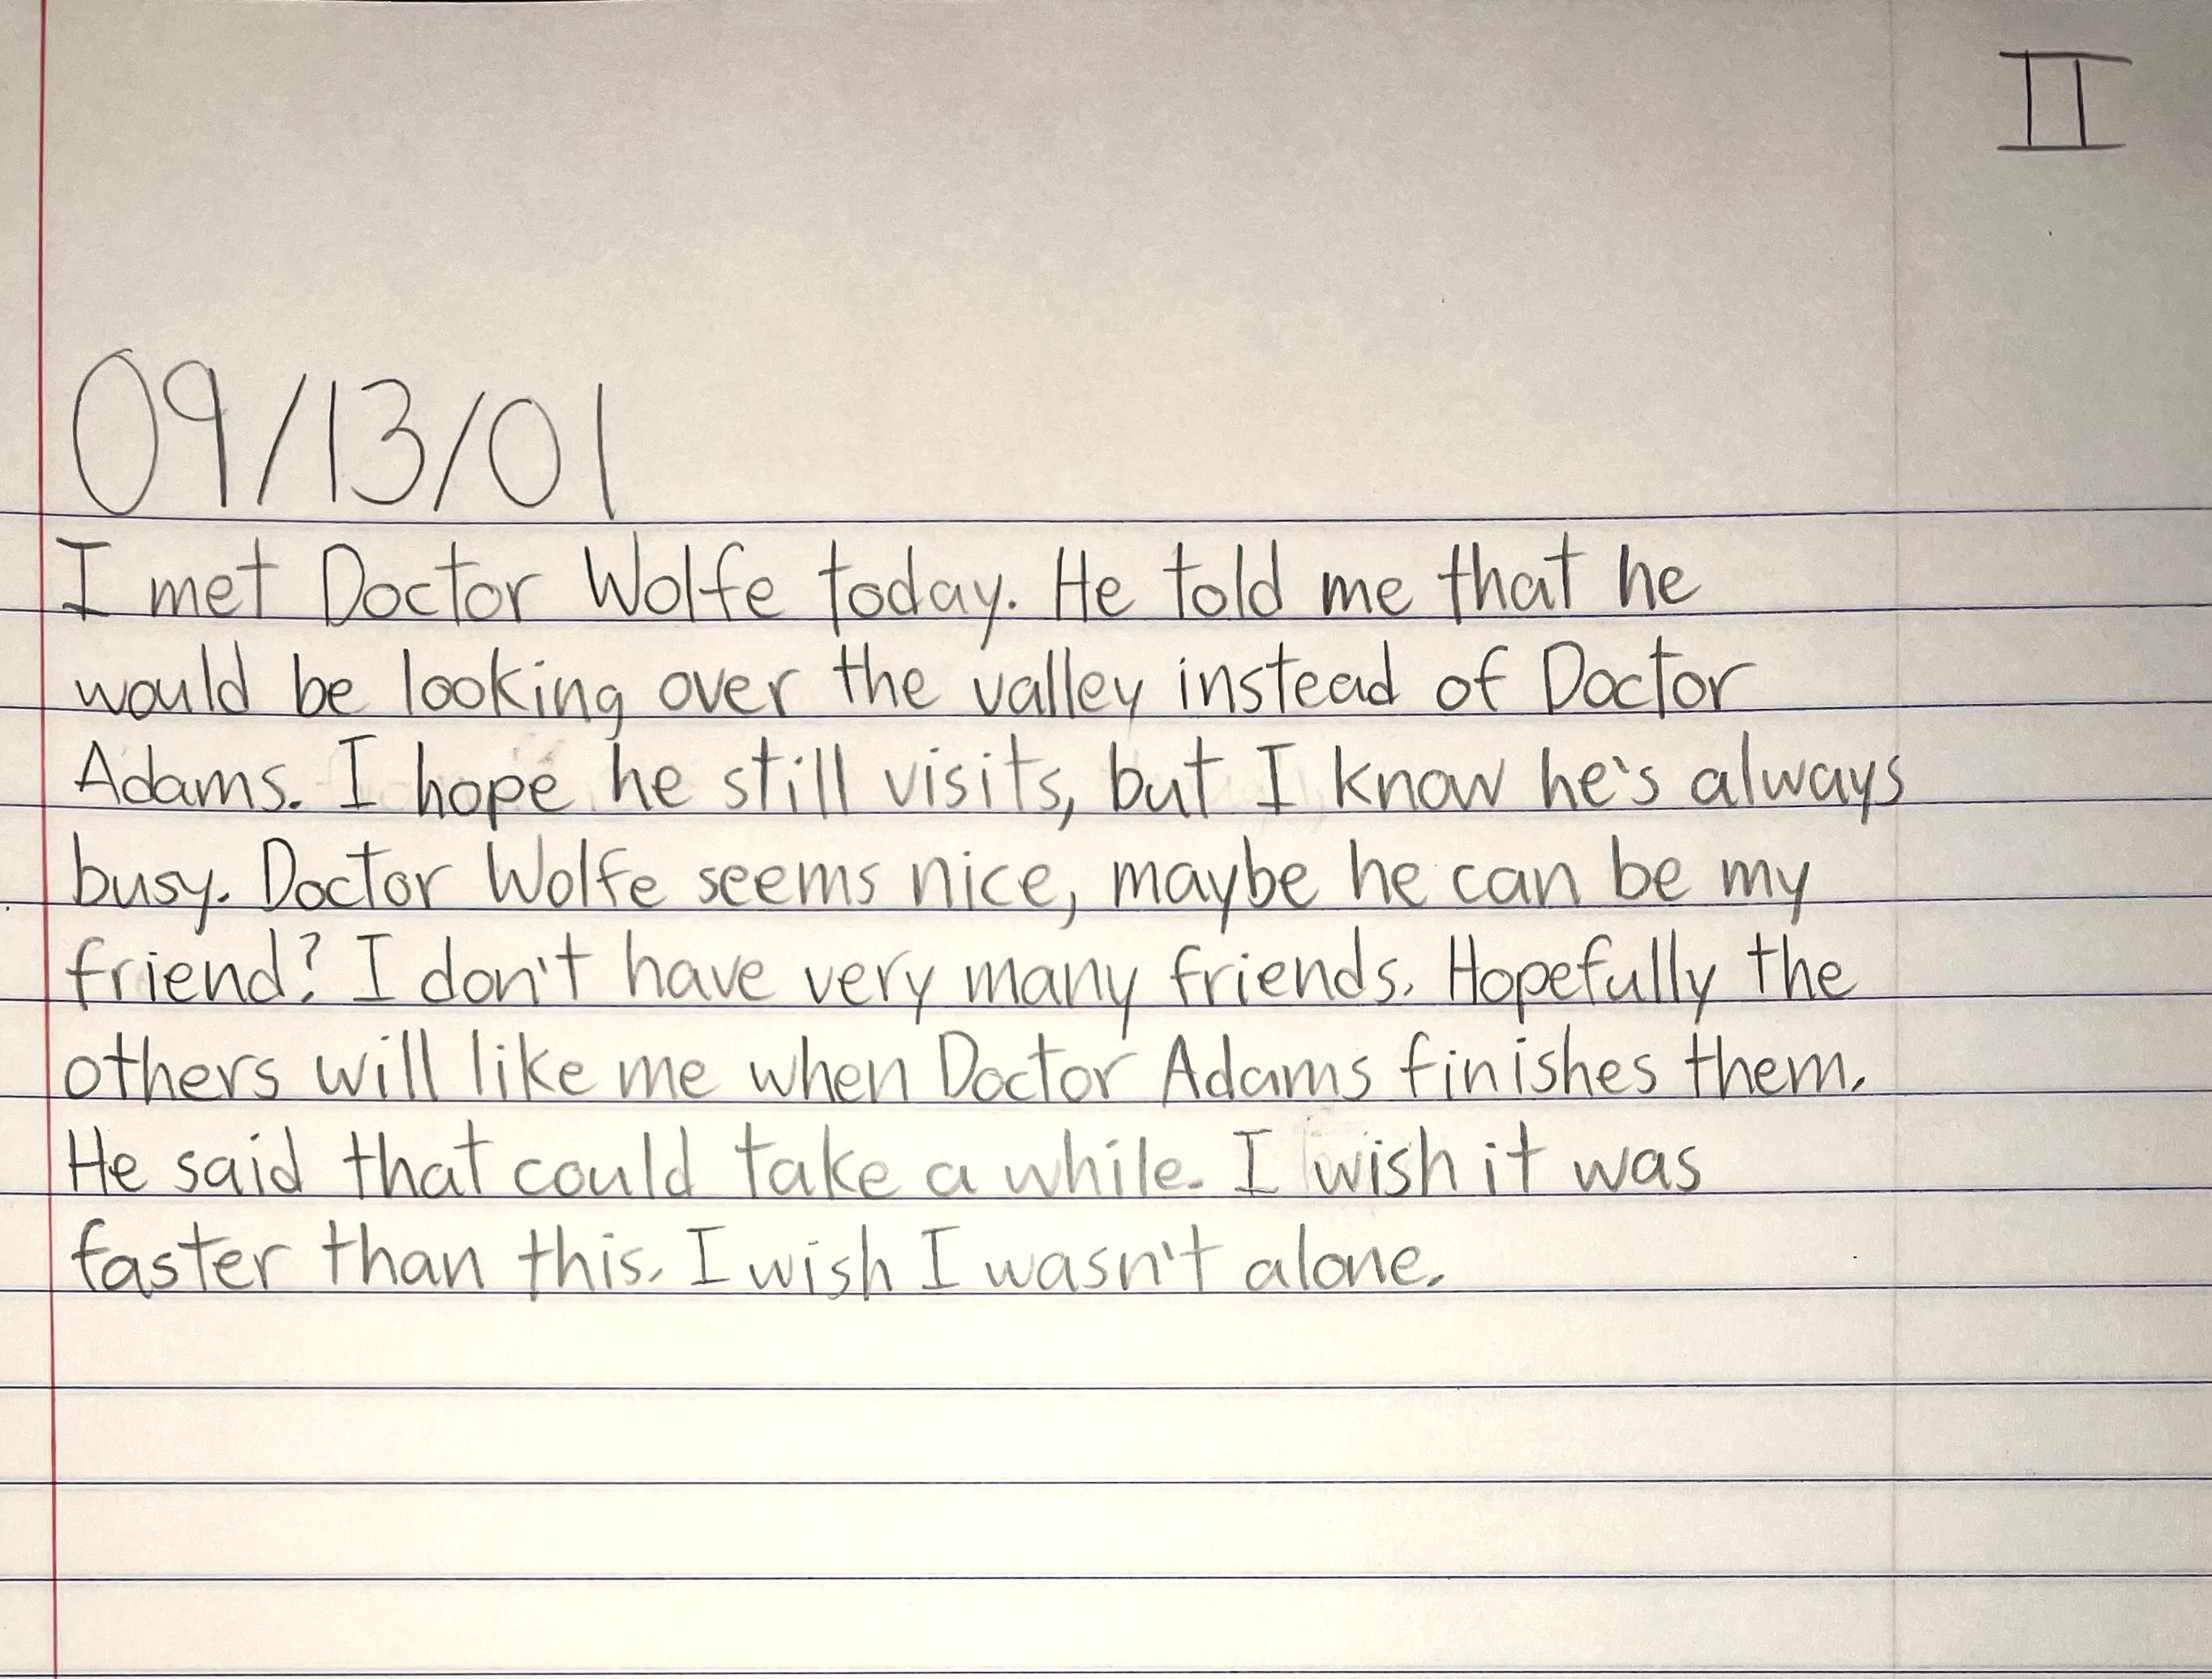 II
09/13/01
I met Doctor Wolfe today. He told me that he
would be looking over the valley instead of Doctor
Adams. I hope he still visits, but I know he's always
busy. Doctor Wolfe seems nice, maybe he can be my
friend? I don't have very many friends. Hopefully the
others will like me when Doctor Adams finishes them.
He said that could take a while. I wish it was
faster than this. I wish I wasn't alone.